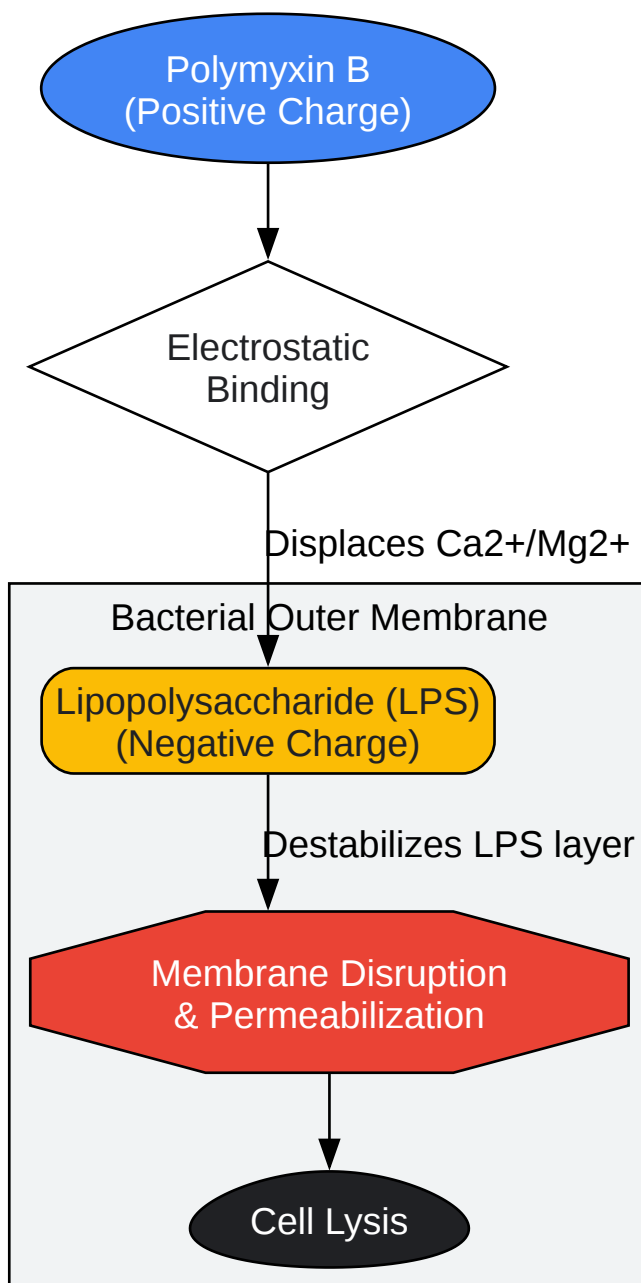 Polymyxin B
(Positive Charge)
Electrostatic
Binding
Displaces Ca2+/Mg2+
Bacterial Outer Membrane
Lipopolysaccharide (LPS)
(Negative Charge)
Destabilizes LPS layer
Membrane Disruption
& Permeabilization
Cell Lysis